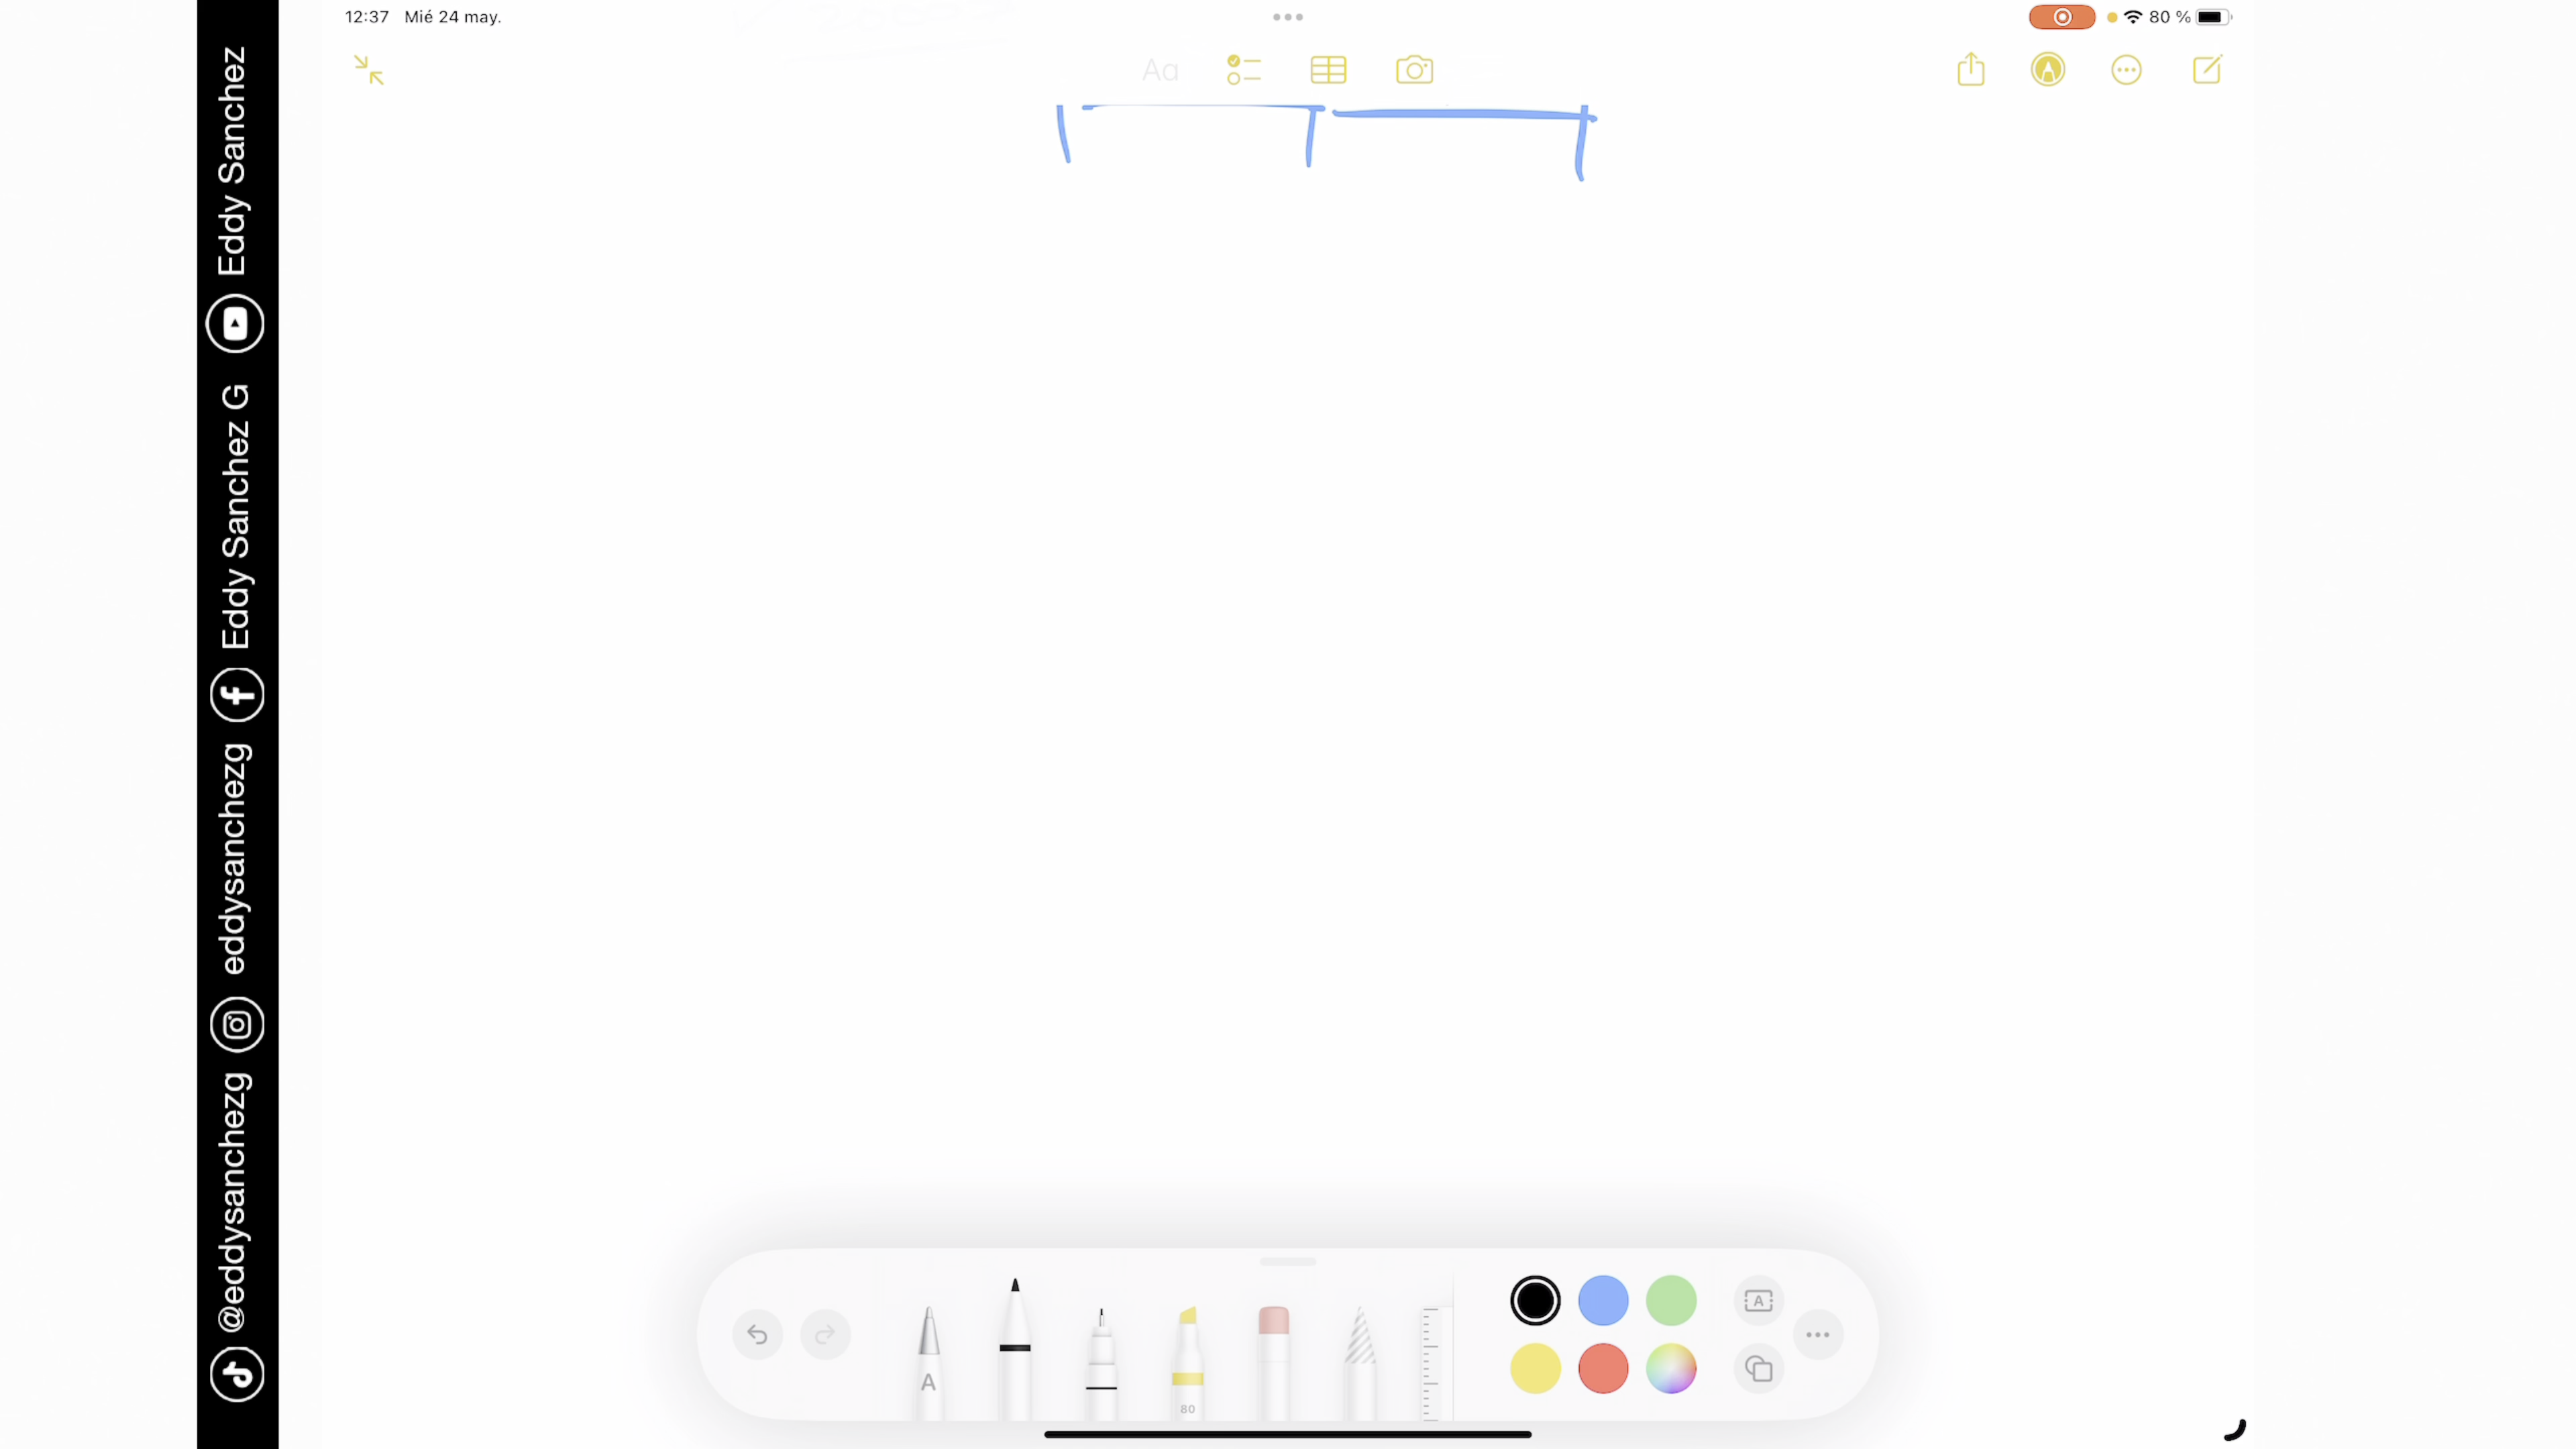 12:37 Mié 24 may.
80 %
Aa
Eddy Sanchez
Eddy Sanchez G
eddysanchezg
@eddysanchezg
A
80
A